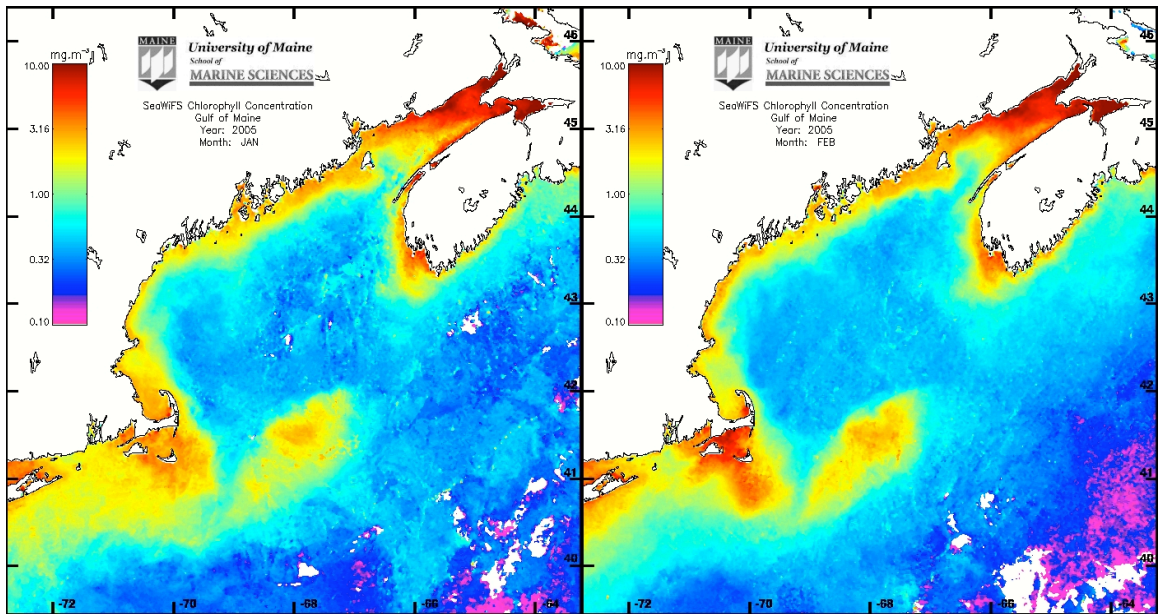 mg.m⁻³
10.00
3.16
1.00
0.32
0.10
MAINE
University of Maine
School of
MARINE SCIENCES
SeaWiFS Chlorophyll Concentration
Gulf of Maine
Year: 2005
Month: JAN
46
45
44
43
42
41
40
-72
-70
-68
-66
-64
mg.m⁻³
10.00
3.16
1.00
0.32
0.10
MAINE
University of Maine
School of
MARINE SCIENCES
SeaWiFS Chlorophyll Concentration
Gulf of Maine
Year: 2005
Month: FEB
46
45
44
43
42
41
40
-72
-70
-68
-66
-64